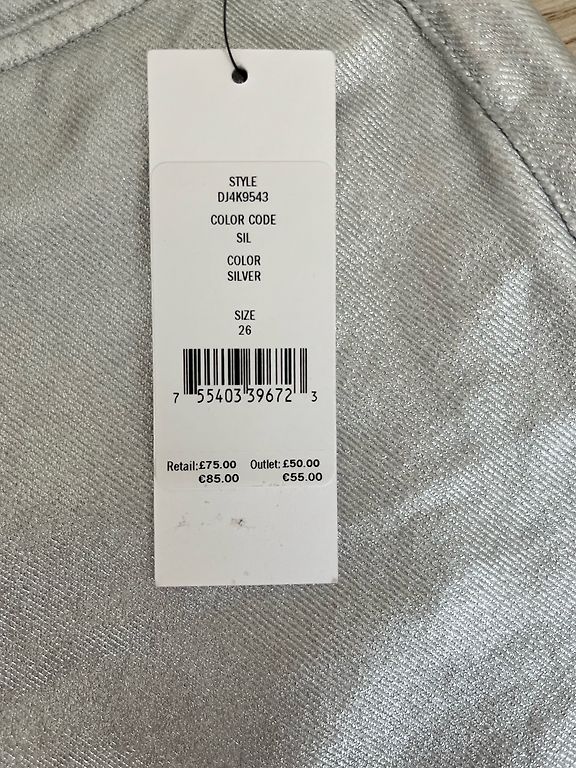 STYLE
DJ4K9543
COLOR CODE
SIL
COLOR
SILVER
SIZE
26
7 55403 39672 3
Retail: £75.00 Outlet: £50.00
€85.00 €55.00